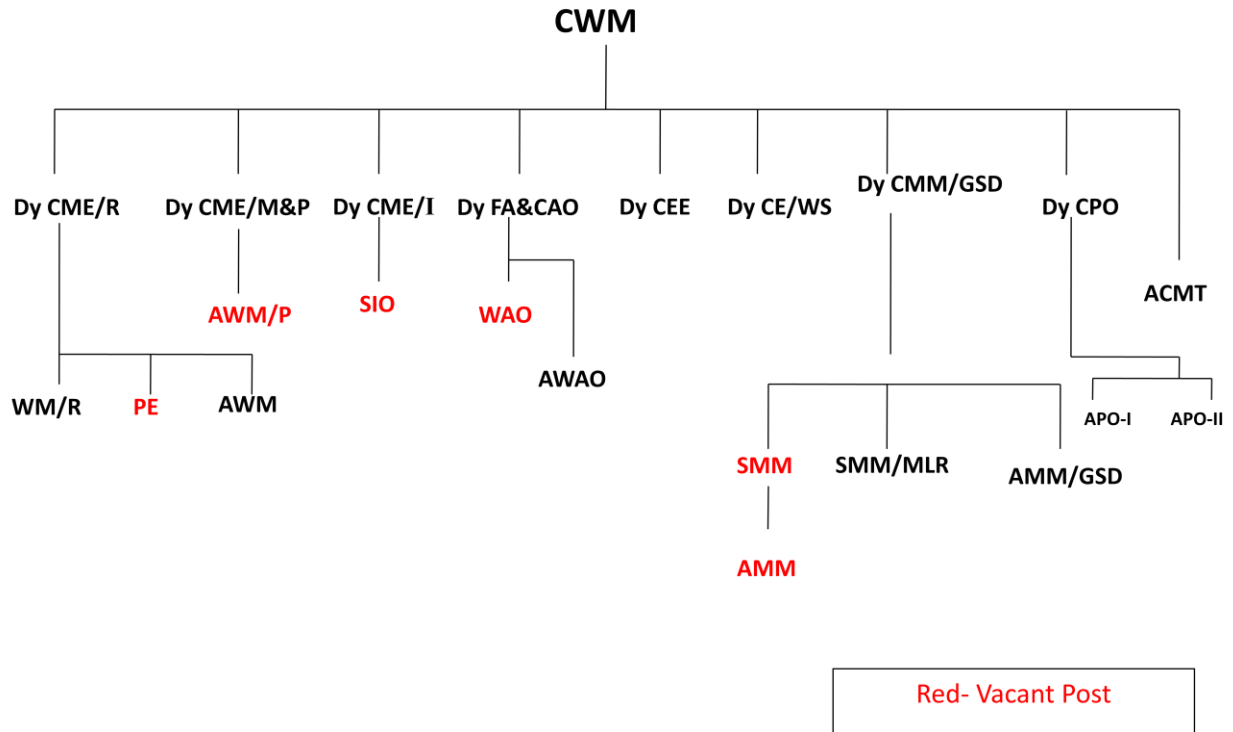 CWM
Dy CME/R
Dy CME/M&P
Dy CME/I
Dy FA&CAO
Dy CEE
Dy CE/WS
Dy CMM/GSD
Dy CPO
ACMT
AWM/P
SIO
WAO
AWAO
WM/R
PE
AWM
APO-I
APO-II
SMM
SMM/MLR
AMM/GSD
AMM
Red- Vacant Post